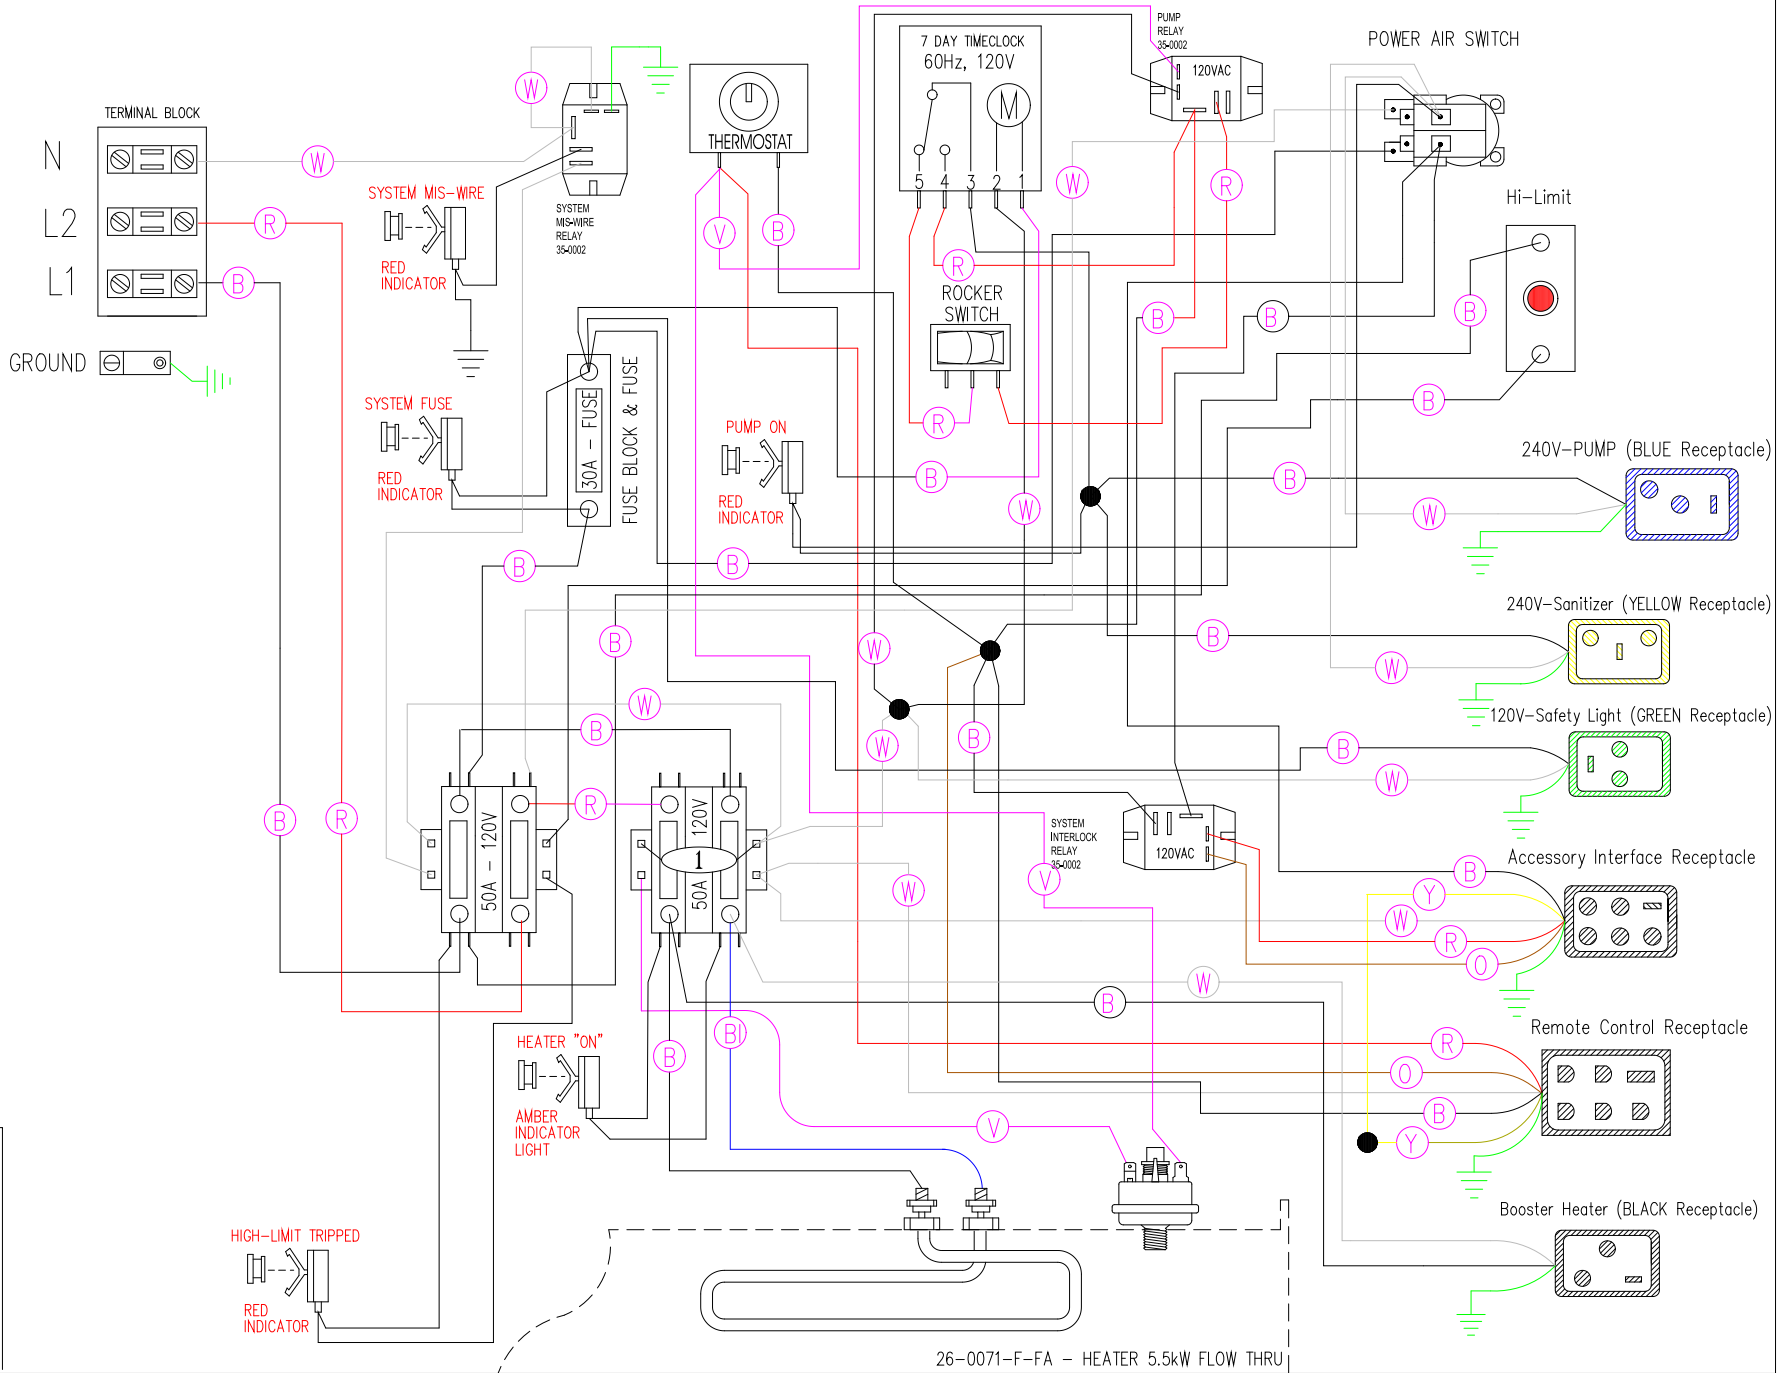 TERMINAL BLOCK
N
L2
L1
GROUND
W
R
B
W
SYSTEM MIS-WIRE
RED
INDICATOR
SYSTEM
MIS-WIRE
RELAY
35-0002
THERMOSTAT
V
B
7 DAY TIMECLOCK
60Hz, 120V
M
5 4 3 2 1
PUMP
RELAY
35-0002
120VAC
W
R
POWER AIR SWITCH
Hi-Limit
R
ROCKER
SWITCH
B
B
B
B
SYSTEM FUSE
RED
INDICATOR
30A - FUSE
FUSE BLOCK & FUSE
PUMP ON
RED
INDICATOR
R
B
W
B
B
240V-PUMP (BLUE Receptacle)
B
W
240V-Sanitizer (YELLOW Receptacle)
B
W
B
W
120V-Safety Light (GREEN Receptacle)
W
B
W
B
B
W
50A - 120V
R
50A 120V
1
B
R
SYSTEM
INTERLOCK
RELAY
35-0002
120VAC
V
W
Accessory Interface Receptacle
B
Y
W
R
O
W
B
Remote Control Receptacle
R
O
B
Y
HEATER "ON"
AMBER
INDICATOR
LIGHT
B
Bl
V
Booster Heater (BLACK Receptacle)
HIGH-LIMIT TRIPPED
RED
INDICATOR
26-0071-F-FA - HEATER 5.5kW FLOW THRU